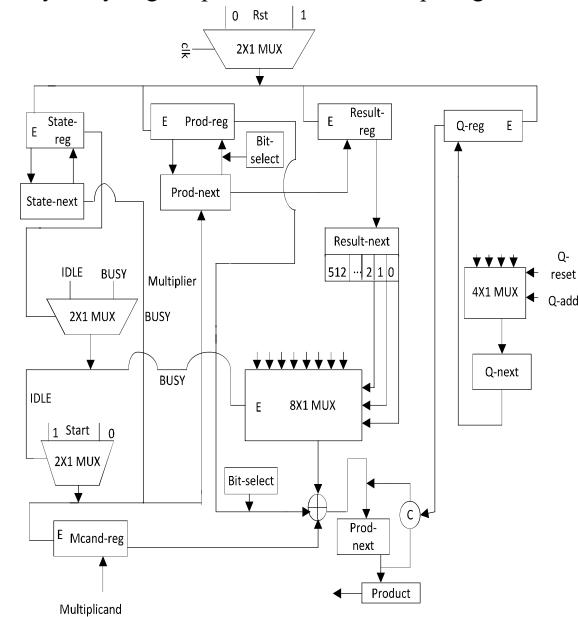 0 Rst 1
clk
2X1 MUX
State-
reg
E
E Prod-reg
Result-
reg
E
Q-reg E
Bit-
select
State-next
Prod-next
Result-next
512 ... 2 1 0
IDLE BUSY
Multiplier
2X1 MUX
BUSY
Q-
reset
4X1 MUX
Q-add
BUSY
Q-next
IDLE
E 8X1 MUX
1 Start 0
2X1 MUX
Bit-select
C
E Mcand-reg
Prod-
next
Product
Multiplicand